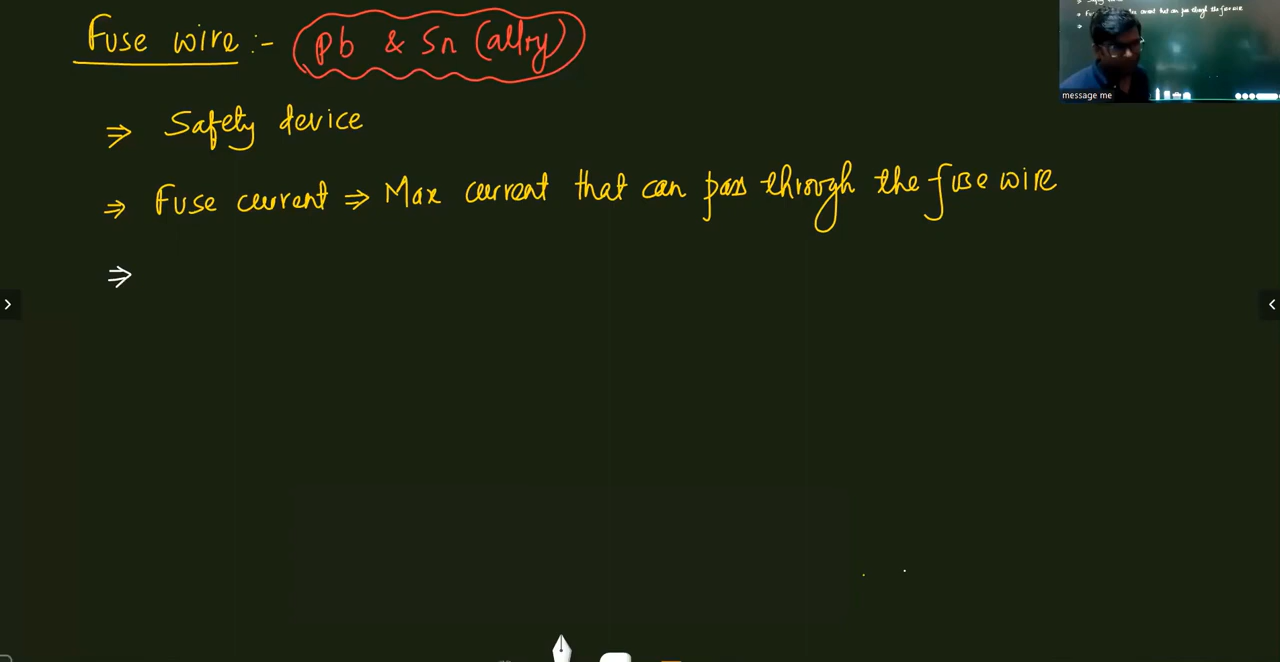 Fuse wire :- Pb & Sn (alloy)
⇒ Safety device
⇒ Fuse current ⇒ Max current that can pass through the fuse wire
⇒
message me